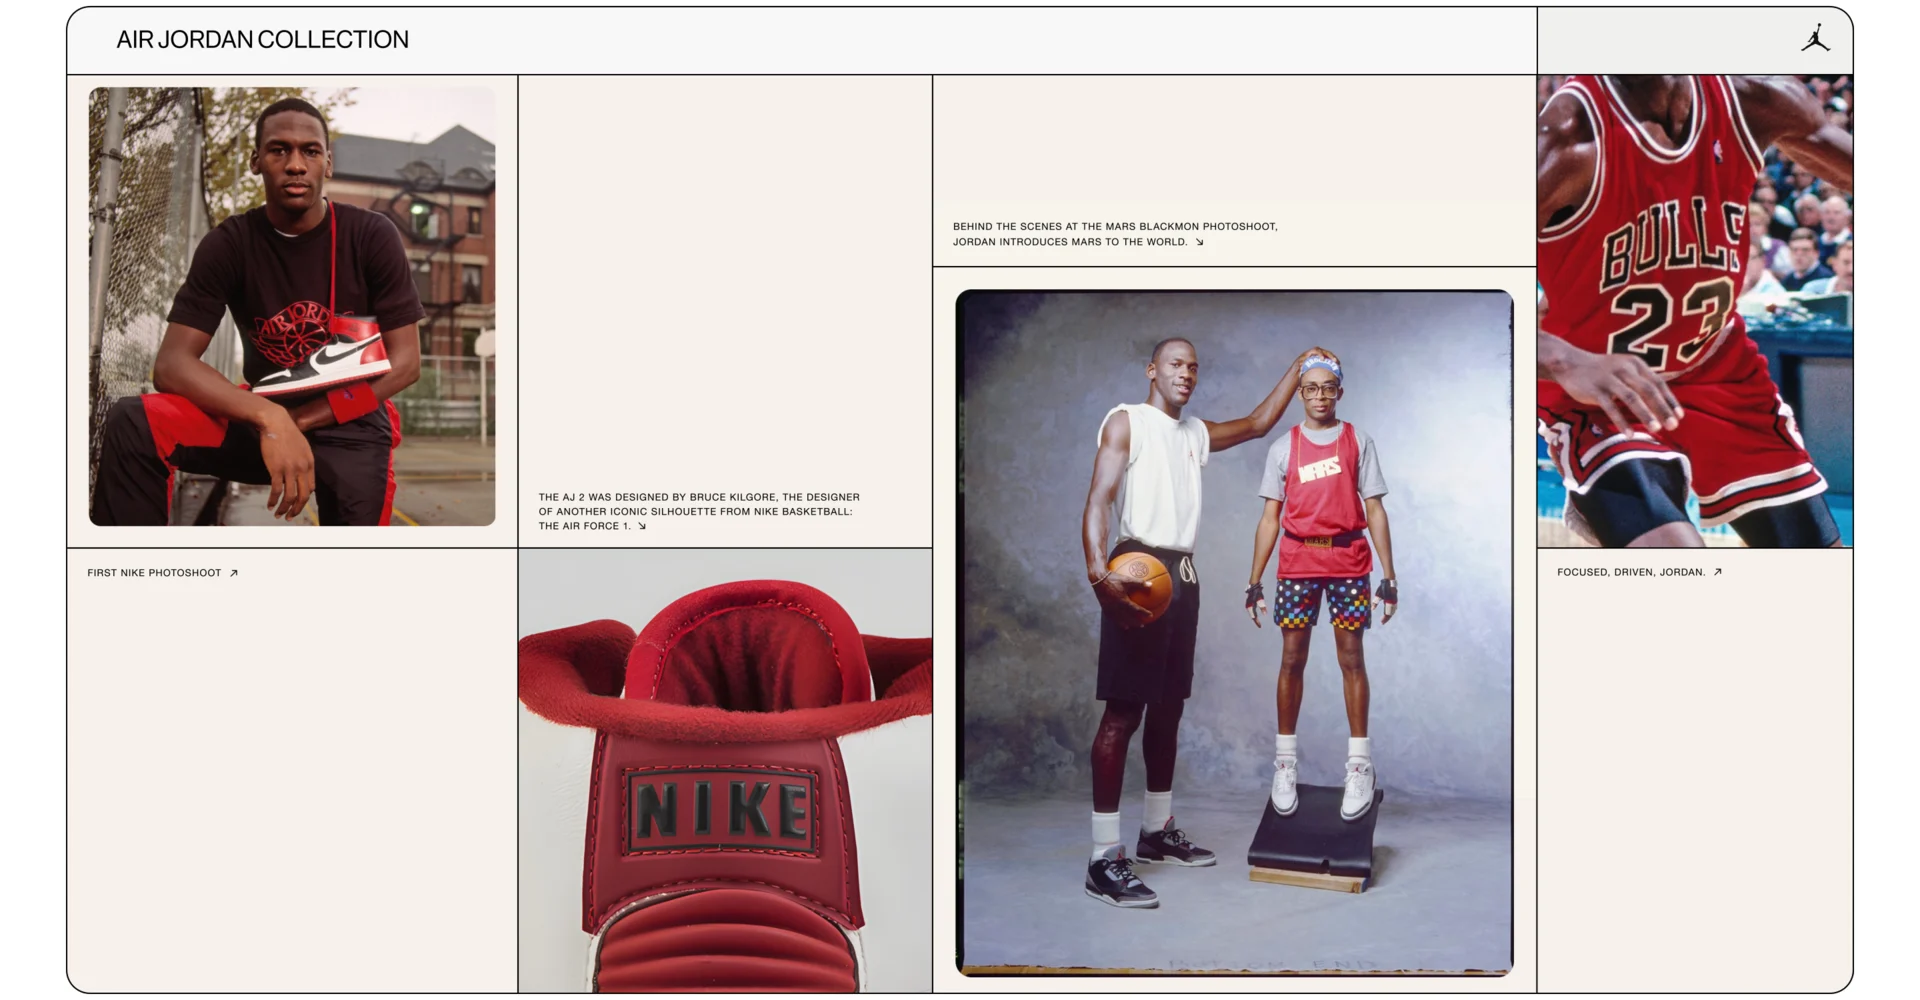 AIR JORDAN COLLECTION
AIR JORD
THE AJ 2 WAS DESIGNED BY BRUCE KILGORE, THE DESIGNER
OF ANOTHER ICONIC SILHOUETTE FROM NIKE BASKETBALL:
THE AIR FORCE 1. ↘
BEHIND THE SCENES AT THE MARS BLACKMON PHOTOSHOOT,
JORDAN INTRODUCES MARS TO THE WORLD. ↘
BULLS
23
MARS
FIRST NIKE PHOTOSHOOT ↗
NIKE
FOCUSED, DRIVEN, JORDAN. ↗